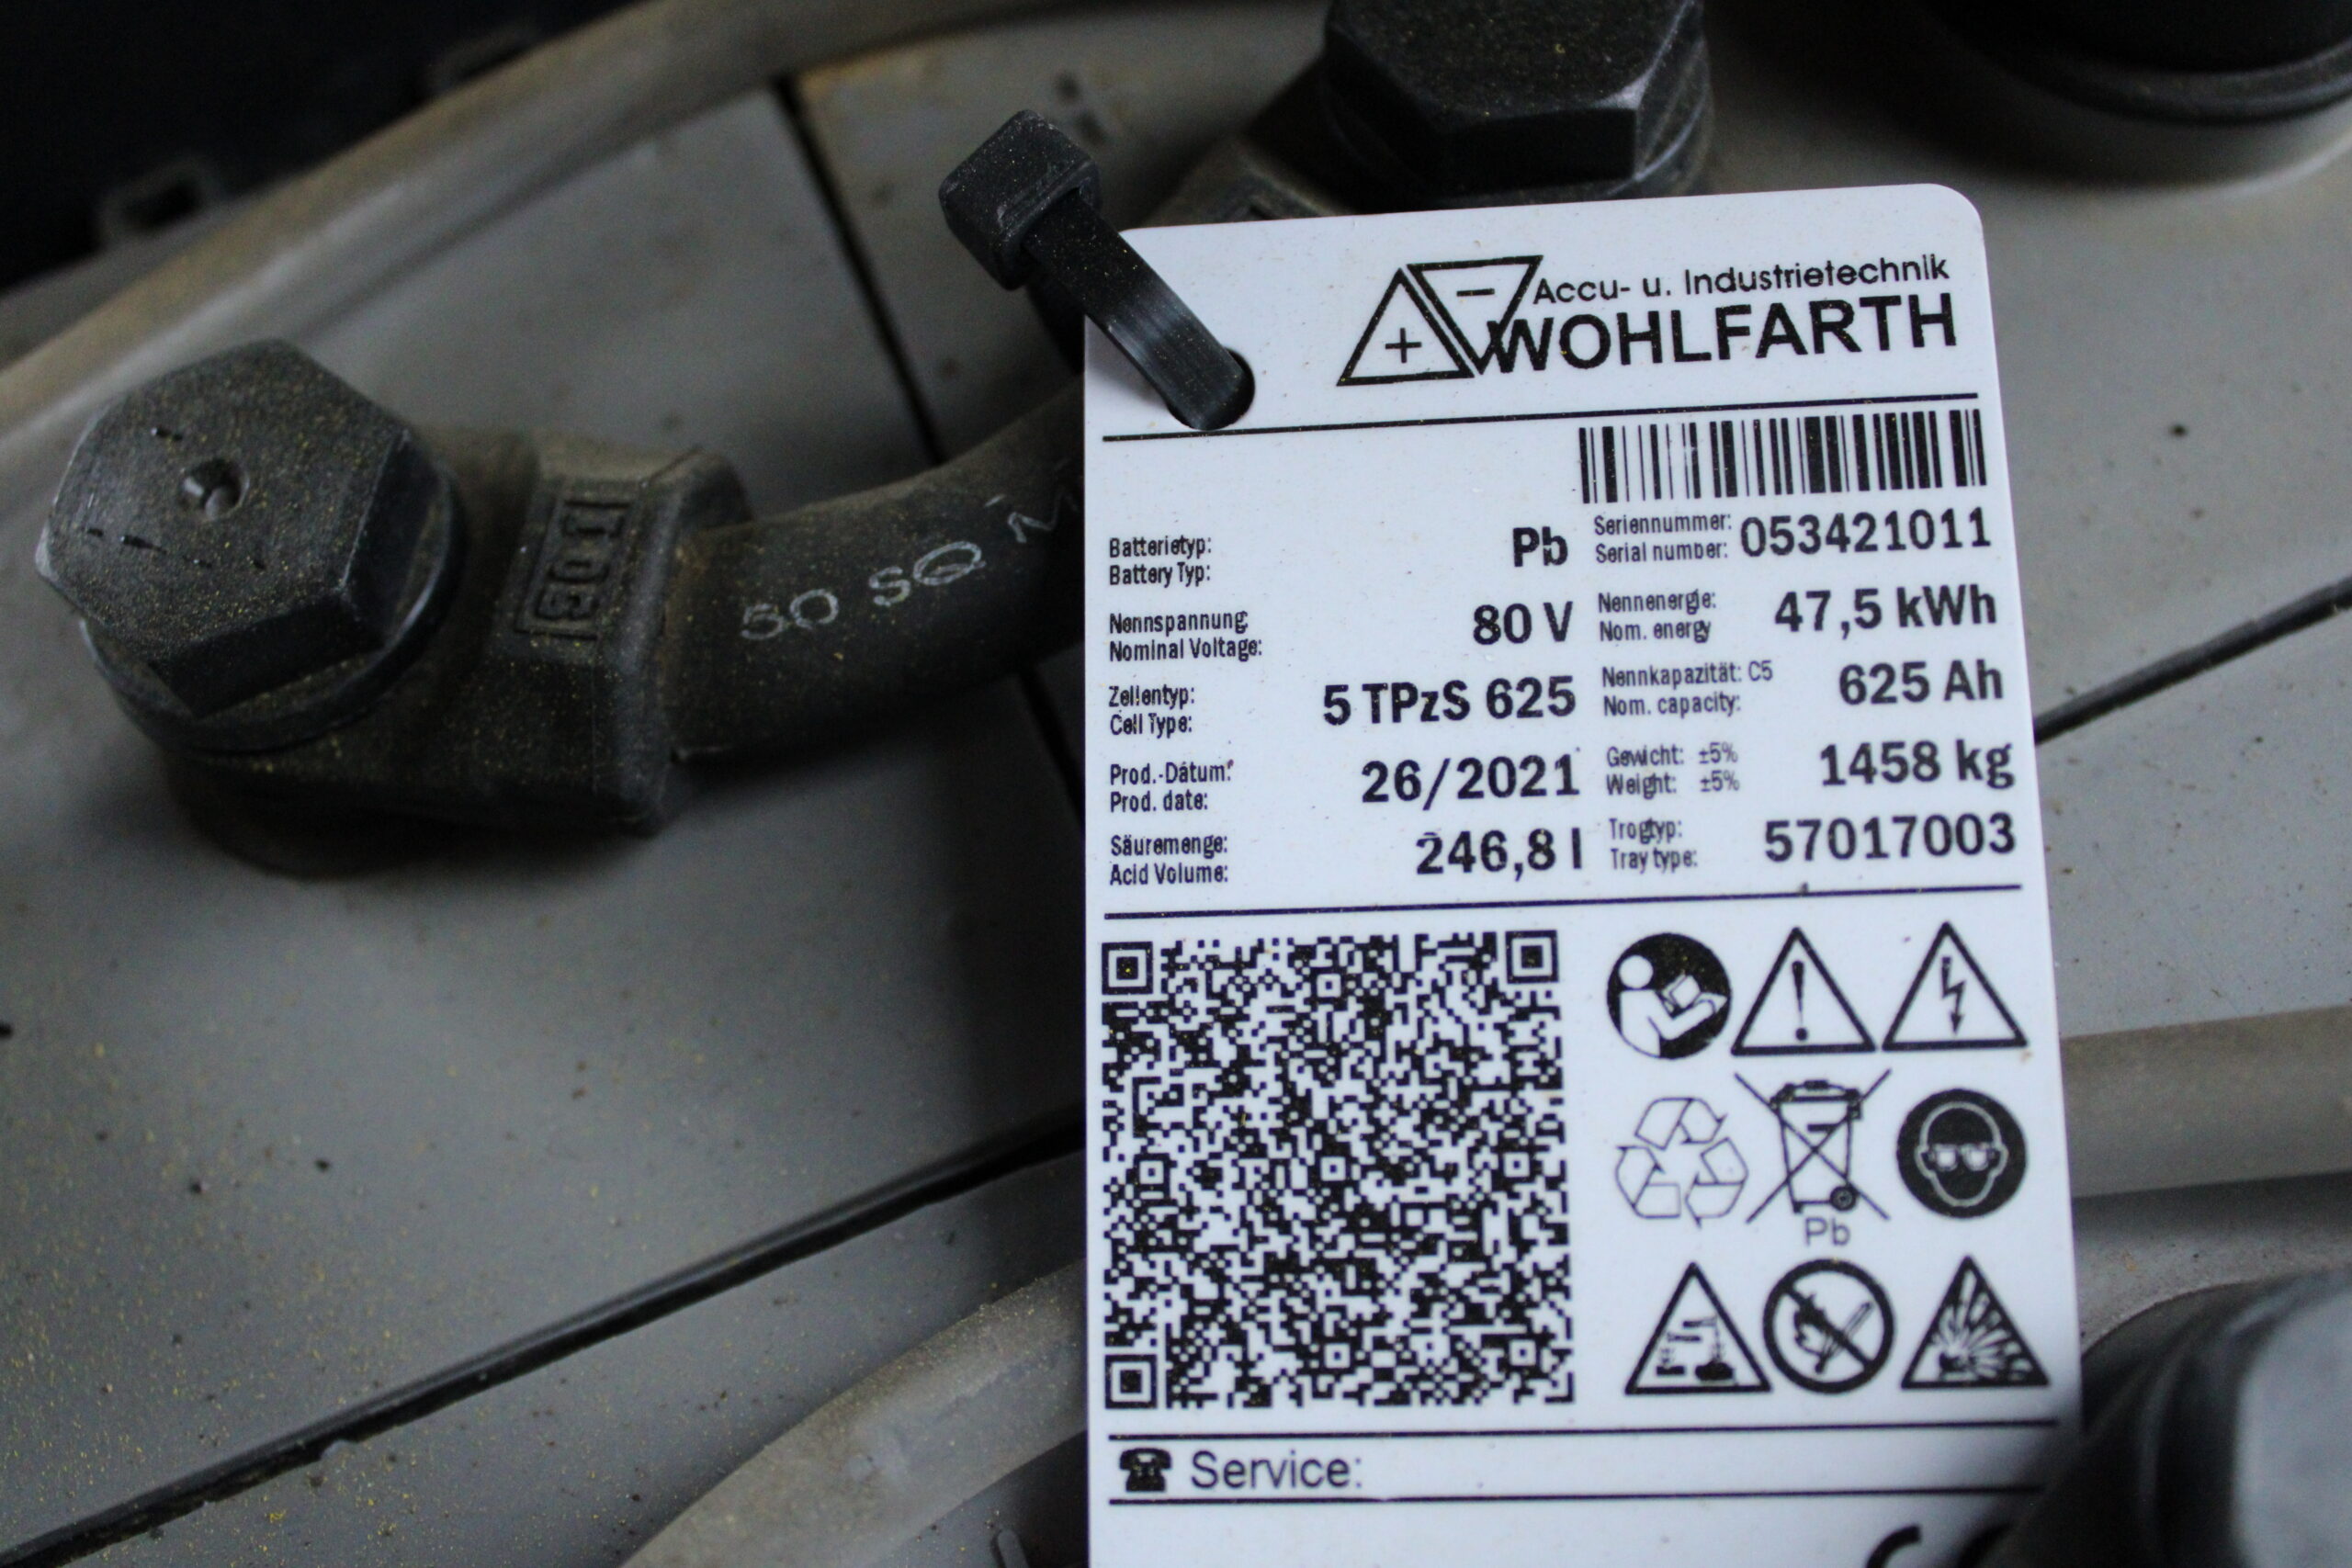 Accu- u. Industrietechnik
WOHLFARTH
+ −
Batterietyp:
Battery Typ:
Pb
Seriennummer:
Serial number:
053421011
Nennspannung:
Nominal Voltage:
80 V
Nennenergie:
Nom. energy
47,5 kWh
Zellentyp:
Cell Type:
5 TPzS 625
Nennkapazität: C5
Nom. capacity:
625 Ah
Prod.-Datum:
Prod. date:
26/2021
Gewicht: ±5%
Weight: ±5%
1458 kg
Säuremenge:
Acid Volume:
246,8 l
Trogtyp:
Tray type:
57017003
Pb
Service:
50 SQ